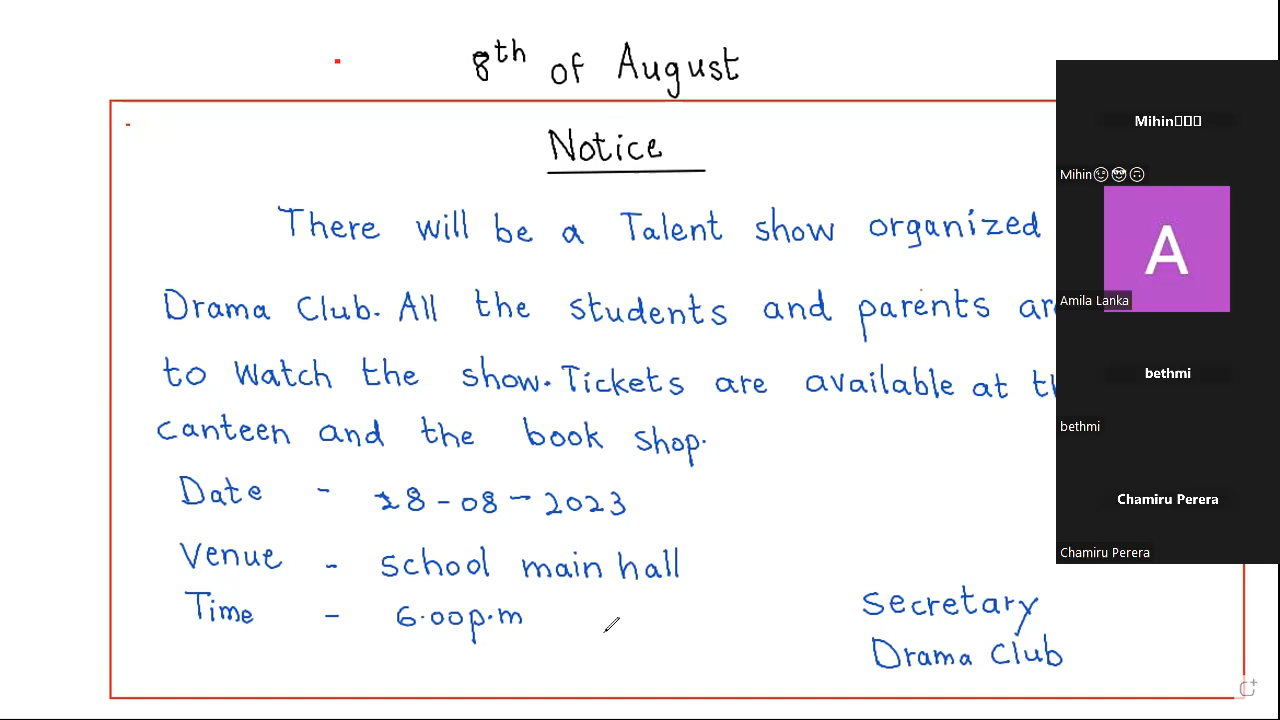 8th of August
Notice
There will be a Talent show organized
Drama Club. All the students and parents
to watch the show. Tickets are available at
canteen and the book shop.
Date - 28-08-2023
Venue - School main hall
Time - 6.00p.m
Secretary
Drama Club
Mihin
Mihin
A
Amila Lanka
bethmi
bethmi
Chamiru Perera
Chamiru Perera